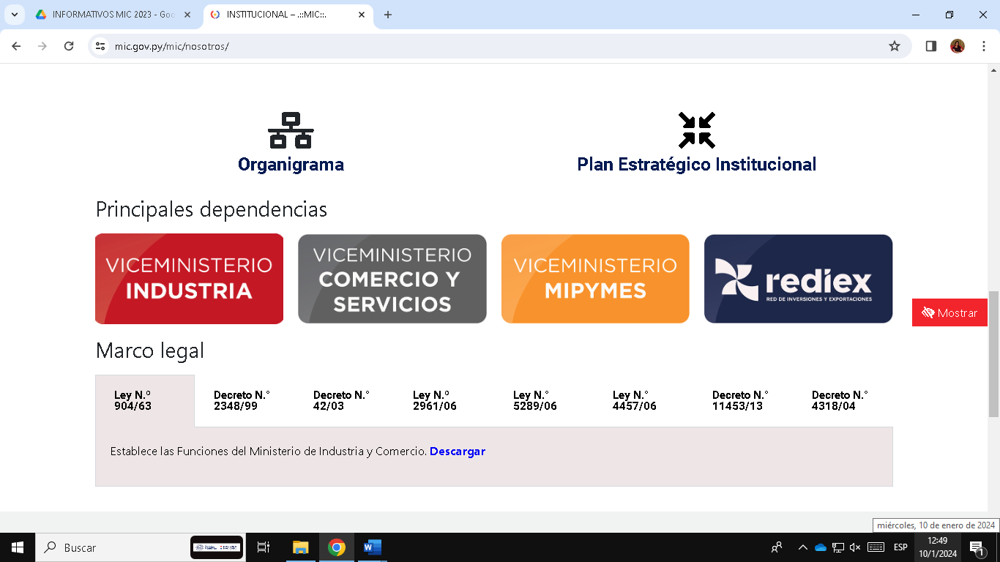 INFORMATIVOS MIC 2023 - Goo
INSTITUCIONAL – .::MIC::.
mic.gov.py/mic/nosotros/
Organigrama
Plan Estratégico Institucional
Principales dependencias
VICEMINISTERIO
INDUSTRIA
VICEMINISTERIO
COMERCIO Y
SERVICIOS
VICEMINISTERIO
MIPYMES
rediex
RED DE INVERSIONES Y EXPORTACIONES
Mostrar
Marco legal
Ley N.º
904/63
Decreto N.°
2348/99
Decreto N.°
42/03
Ley N.º
2961/06
Ley N.°
5289/06
Ley N.°
4457/06
Decreto N.°
11453/13
Decreto N.°
4318/04
Establece las Funciones del Ministerio de Industria y Comercio. Descargar
miércoles, 10 de enero de 2024
Buscar
ESP
12:49
10/1/2024
1